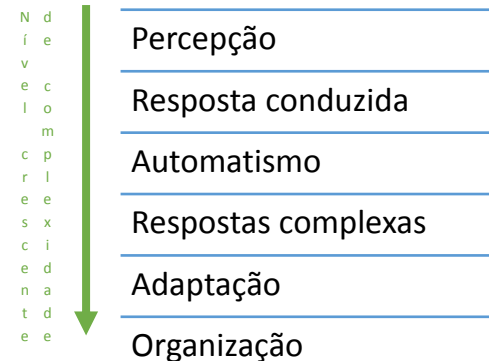 Nível crescente
de complexidade
Percepção
Resposta conduzida
Automatismo
Respostas complexas
Adaptação
Organização